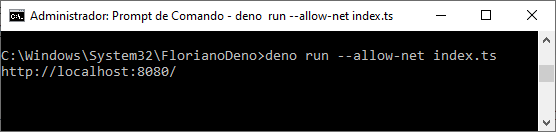 Administrador: Prompt de Comando - deno  run --allow-net index.ts
C:\Windows\System32\FlorianoDeno>deno run --allow-net index.ts
http://localhost:8080/